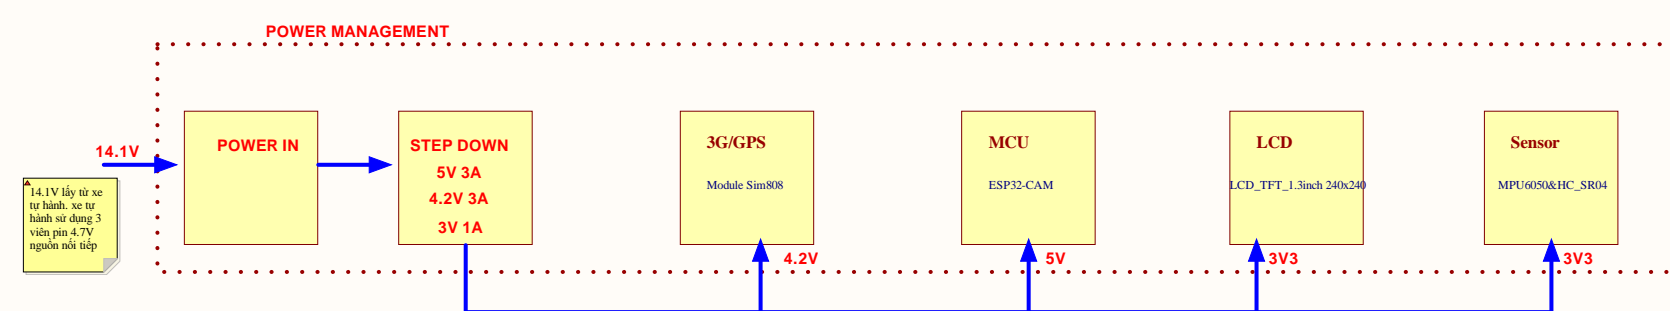 POWER MANAGEMENT
14.1V
14.1V lấy từ xe
tự hành. xe tự
hành sử dụng 3
viên pin 4.7V
nguồn nối tiếp
POWER IN
STEP DOWN
5V 3A
4.2V 3A
3V 1A
3G/GPS
Module Sim808
4.2V
MCU
ESP32-CAM
5V
LCD
LCD_TFT_1.3inch 240x240
3V3
Sensor
MPU6050&HC_SR04
3V3